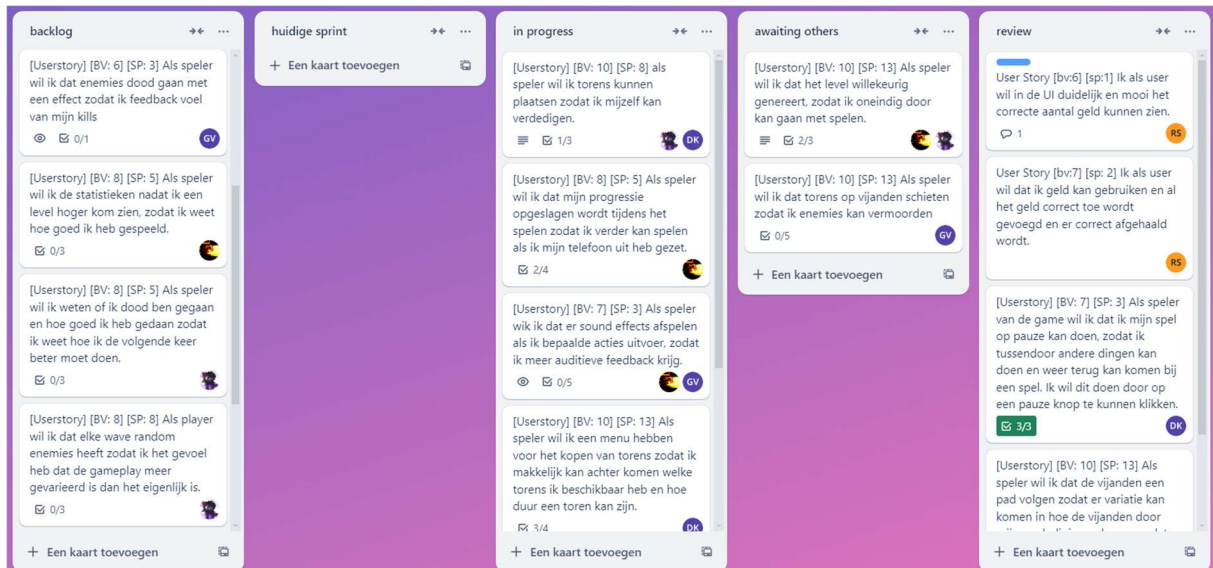 backlog
[Userstory] [BV: 6] [SP: 3] Als speler
wil ik dat enemies dood gaan met
een effect zodat ik feedback voel
van mijn kills
0/1
GV
[Userstory] [BV: 8] [SP: 5] Als speler
wil ik de statistieken nadat ik een
level hoger kom zien, zodat ik weet
hoe goed ik heb gespeeld.
0/3
[Userstory] [BV: 8] [SP: 5] Als speler
wil ik weten of ik dood ben gegaan
en hoe goed ik heb gedaan zodat
ik weet hoe ik de volgende keer
beter moet doen.
0/3
[Userstory] [BV: 8] [SP: 8] Als player
wil ik dat elke wave random
enemies heeft zodat ik het gevoel
heb dat de gameplay meer
gevarieerd is dan het eigenlijk is.
0/3
+ Een kaart toevoegen
huidige sprint
+ Een kaart toevoegen
in progress
[Userstory] [BV: 10] [SP: 8] als
speler wil ik torens kunnen
plaatsen zodat ik mijzelf kan
verdedigen.
1/3
DK
[Userstory] [BV: 8] [SP: 5] Als speler
wil ik dat mijn progressie
opgeslagen wordt tijdens het
spelen zodat ik verder kan spelen
als ik mijn telefoon uit heb gezet.
2/4
[Userstory] [BV: 7] [SP: 3] Als speler
wik ik dat er sound effects afspelen
als ik bepaalde acties uitvoer, zodat
ik meer auditieve feedback krijg.
0/5
GV
[Userstory] [BV: 10] [SP: 13] Als
speler wil ik een menu hebben
voor het kopen van torens zodat ik
makkelijk kan achter komen welke
torens ik beschikbaar heb en hoe
duur een toren kan zijn.
3/4
DK
+ Een kaart toevoegen
awaiting others
[Userstory] [BV: 10] [SP: 13] Als speler
wil ik dat het level willekeurig
genereert, zodat ik oneindig door
kan gaan met spelen.
2/3
[Userstory] [BV: 10] [SP: 13] Als speler
wil ik dat torens op vijanden schieten
zodat ik enemies kan vermoorden
0/5
GV
+ Een kaart toevoegen
review
User Story [bv:6] [sp:1] Ik als user
wil in de UI duidelijk en mooi het
correcte aantal geld kunnen zien.
1
RS
User Story [bv:7] [sp: 2] Ik als user
wil dat ik geld kan gebruiken en al
het geld correct toe wordt
gevoegd en er correct afgehaald
wordt.
RS
[Userstory] [BV: 7] [SP: 3] Als speler
van de game wil ik dat ik mijn spel
op pauze kan doen, zodat ik
tussendoor andere dingen kan
doen en weer terug kan komen bij
een spel. Ik wil dit doen door op
een pauze knop te kunnen klikken.
3/3
DK
[Userstory] [BV: 10] [SP: 13] Als
speler wil ik dat de vijanden een
pad volgen zodat er variatie kan
komen in hoe de vijanden door
+ Een kaart toevoegen